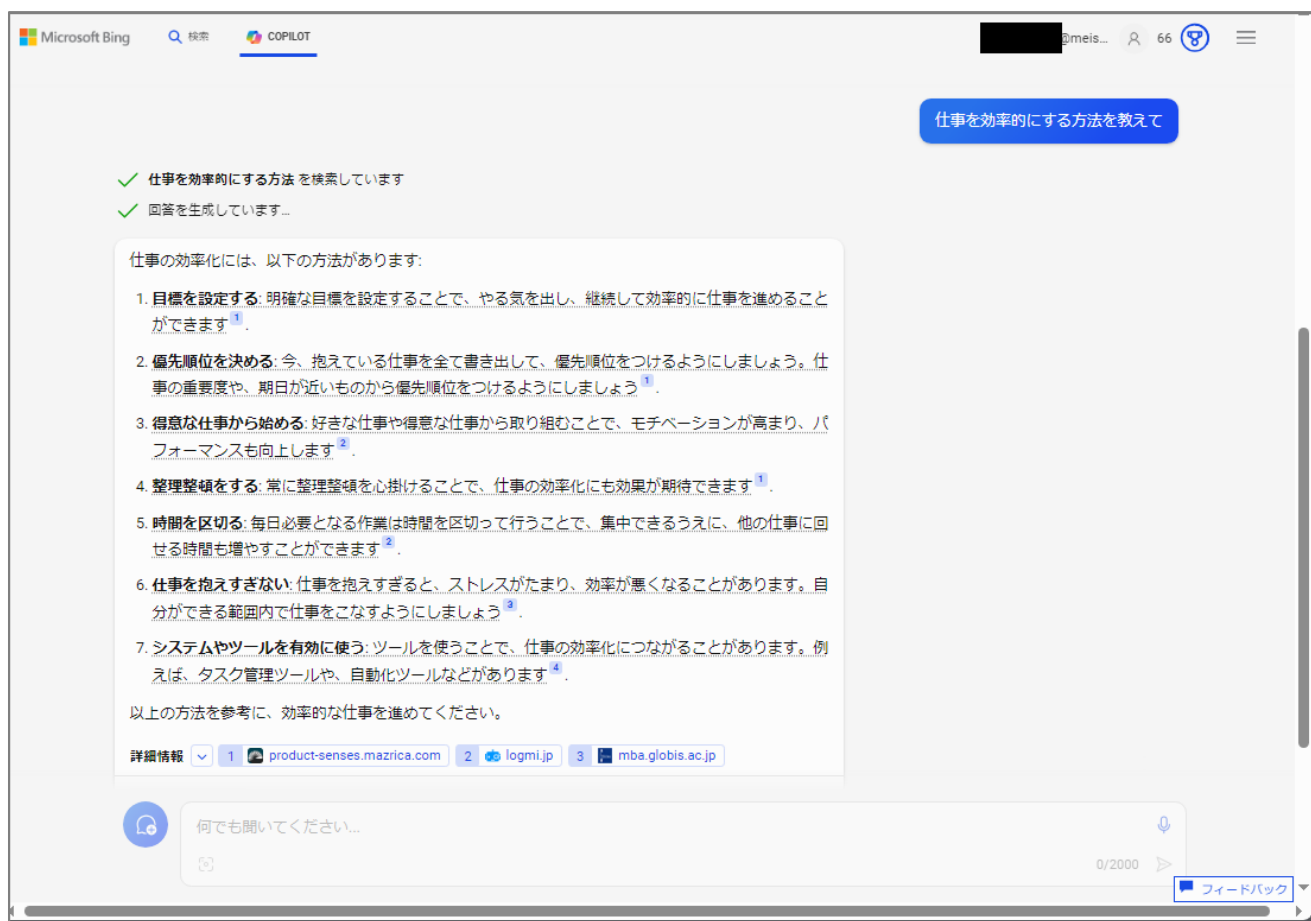 Microsoft Bing
検索
COPILOT
@meis...
66
仕事を効率的にする方法を教えて
仕事を効率的にする方法 を検索しています
回答を生成しています...
仕事の効率化には、以下の方法があります:
1. 目標を設定する: 明確な目標を設定することで、やる気を出し、継続して効率的に仕事を進めること
ができます 1 .
2. 優先順位を決める: 今、抱えている仕事を全て書き出して、優先順位をつけるようにしましょう。仕
事の重要度や、期日が近いものから優先順位をつけるようにしましょう 1 .
3. 得意な仕事から始める: 好きな仕事や得意な仕事から取り組むことで、モチベーションが高まり、パ
フォーマンスも向上します 2 .
4. 整理整頓をする: 常に整理整頓を心掛けることで、仕事の効率化にも効果が期待できます 1 .
5. 時間を区切る: 毎日必要となる作業は時間を区切って行うことで、集中できるうえに、他の仕事に回
せる時間も増やすことができます 2 .
6. 仕事を抱えすぎない: 仕事を抱えすぎると、ストレスがたまり、効率が悪くなることがあります。自
分ができる範囲内で仕事をこなすようにしましょう 3 .
7. システムやツールを有効に使う: ツールを使うことで、仕事の効率化につながることがあります。例
えば、タスク管理ツールや、自動化ツールなどがあります 4 .
以上の方法を参考に、効率的な仕事を進めてください。
詳細情報 1 product-senses.mazrica.com 2 logmi.jp 3 mba.globis.ac.jp
何でも聞いてください...
0/2000
フィードバック